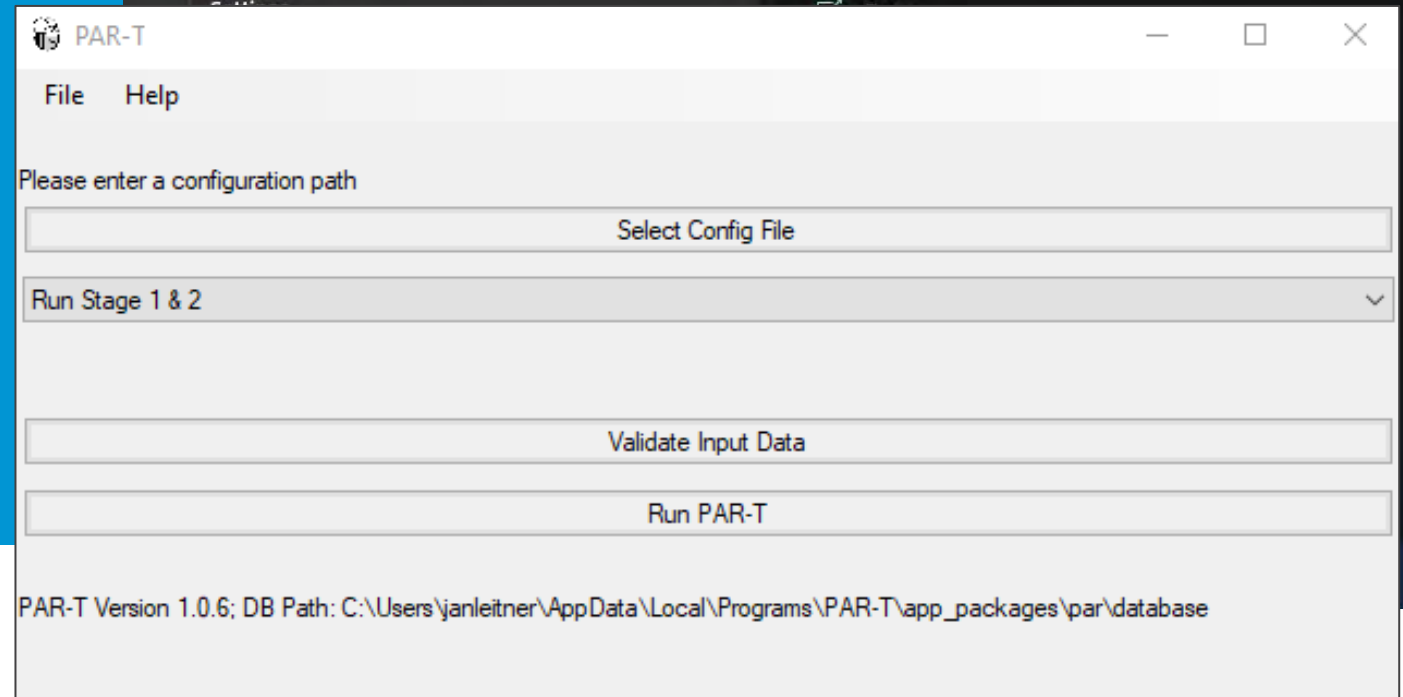 PAR-T
File Help
Please enter a configuration path
Select Config File
Run Stage 1 & 2
Validate Input Data
Run PAR-T
PAR-T Version 1.0.6; DB Path: C:\Users\janleitner\AppData\Local\Programs\PAR-T\app_packages\par\database